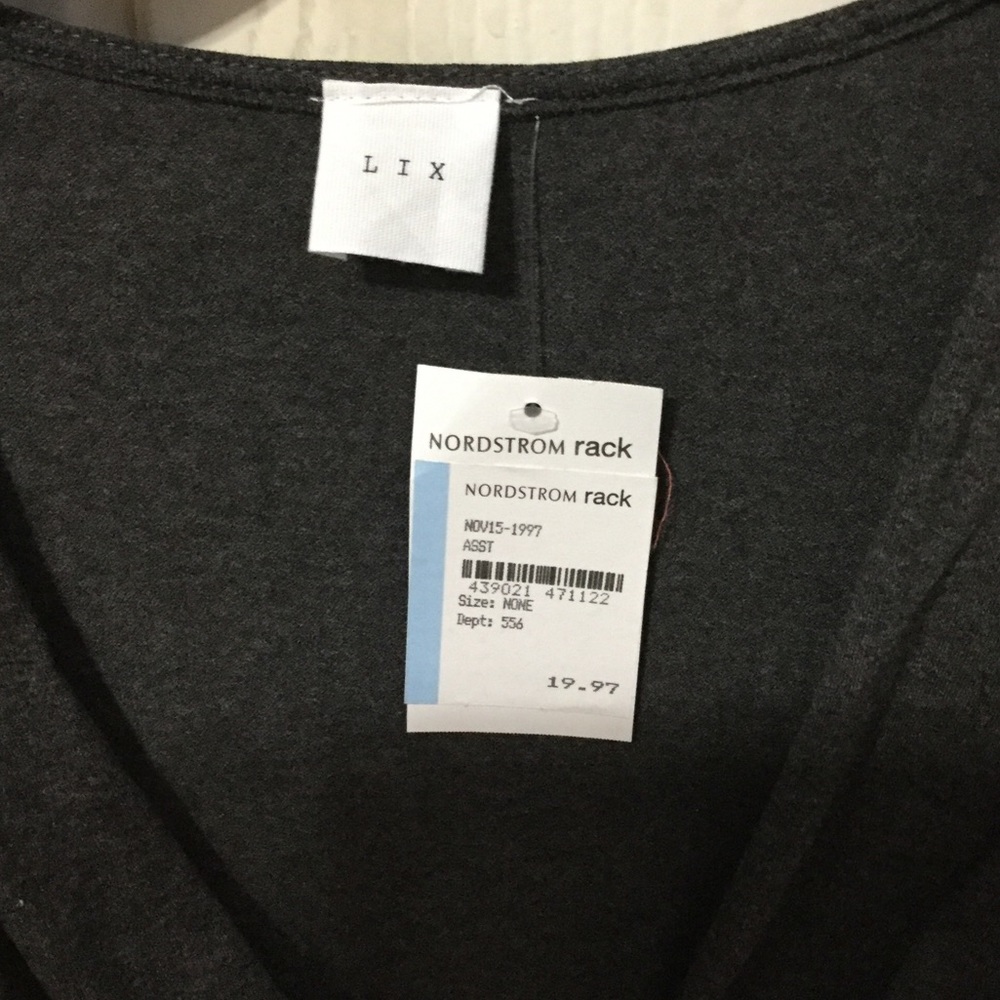 L I X
NORDSTROM rack
NORDSTROM rack
NOV15-1997
ASST
439021 471122
Size: NONE
Dept: 556
19.97